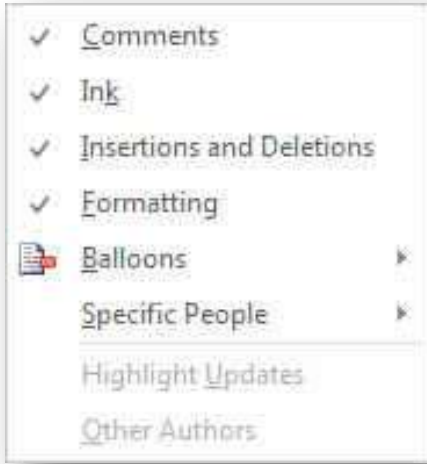 Comments
Ink
Insertions and Deletions
Formatting
Balloons
Specific People
Highlight Updates
Other Authors